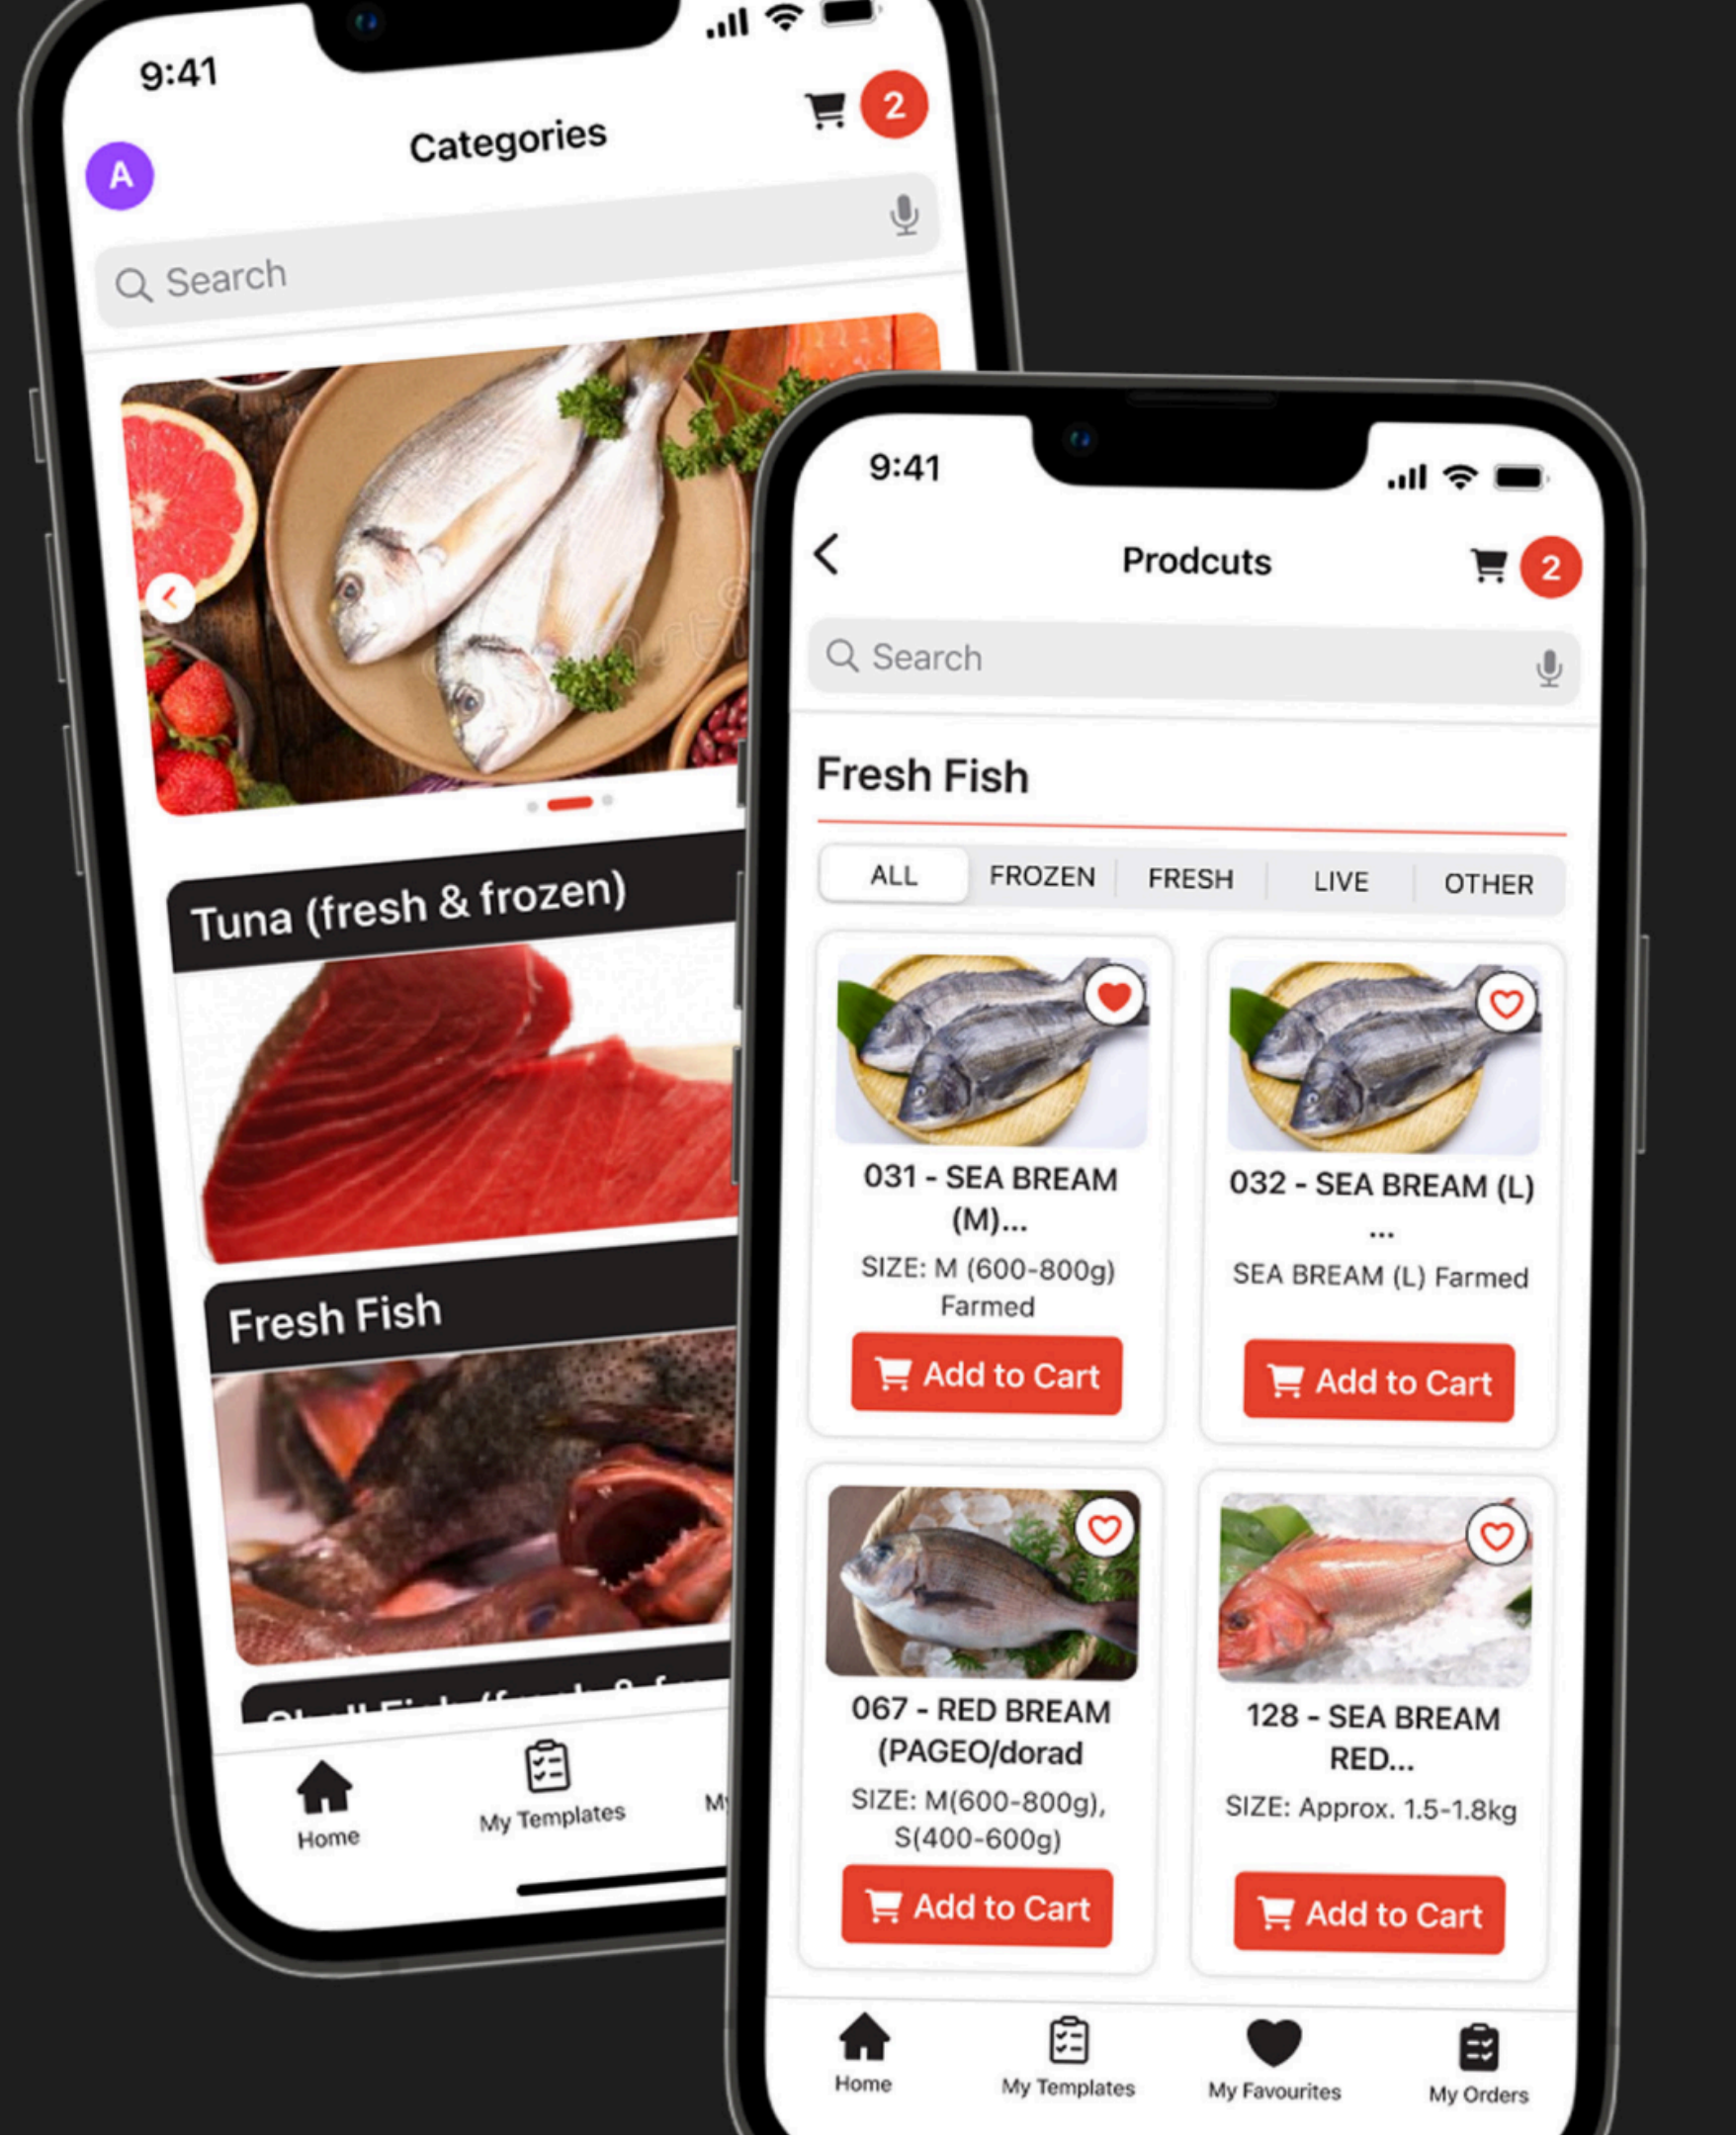 9:41
2
Categories
A
Search
Tuna (fresh & frozen)
Fresh Fish
Home
My Templates
9:41
Prodcuts
2
Search
Fresh Fish
ALL
FROZEN
FRESH
LIVE
OTHER
031 - SEA BREAM
(M)...
SIZE: M (600-800g)
Farmed
Add to Cart
032 - SEA BREAM (L)
...
SEA BREAM (L) Farmed
Add to Cart
067 - RED BREAM
(PAGEO/dorad
SIZE: M(600-800g),
S(400-600g)
Add to Cart
128 - SEA BREAM
RED...
SIZE: Approx. 1.5-1.8kg
Add to Cart
Home
My Templates
My Favourites
My Orders